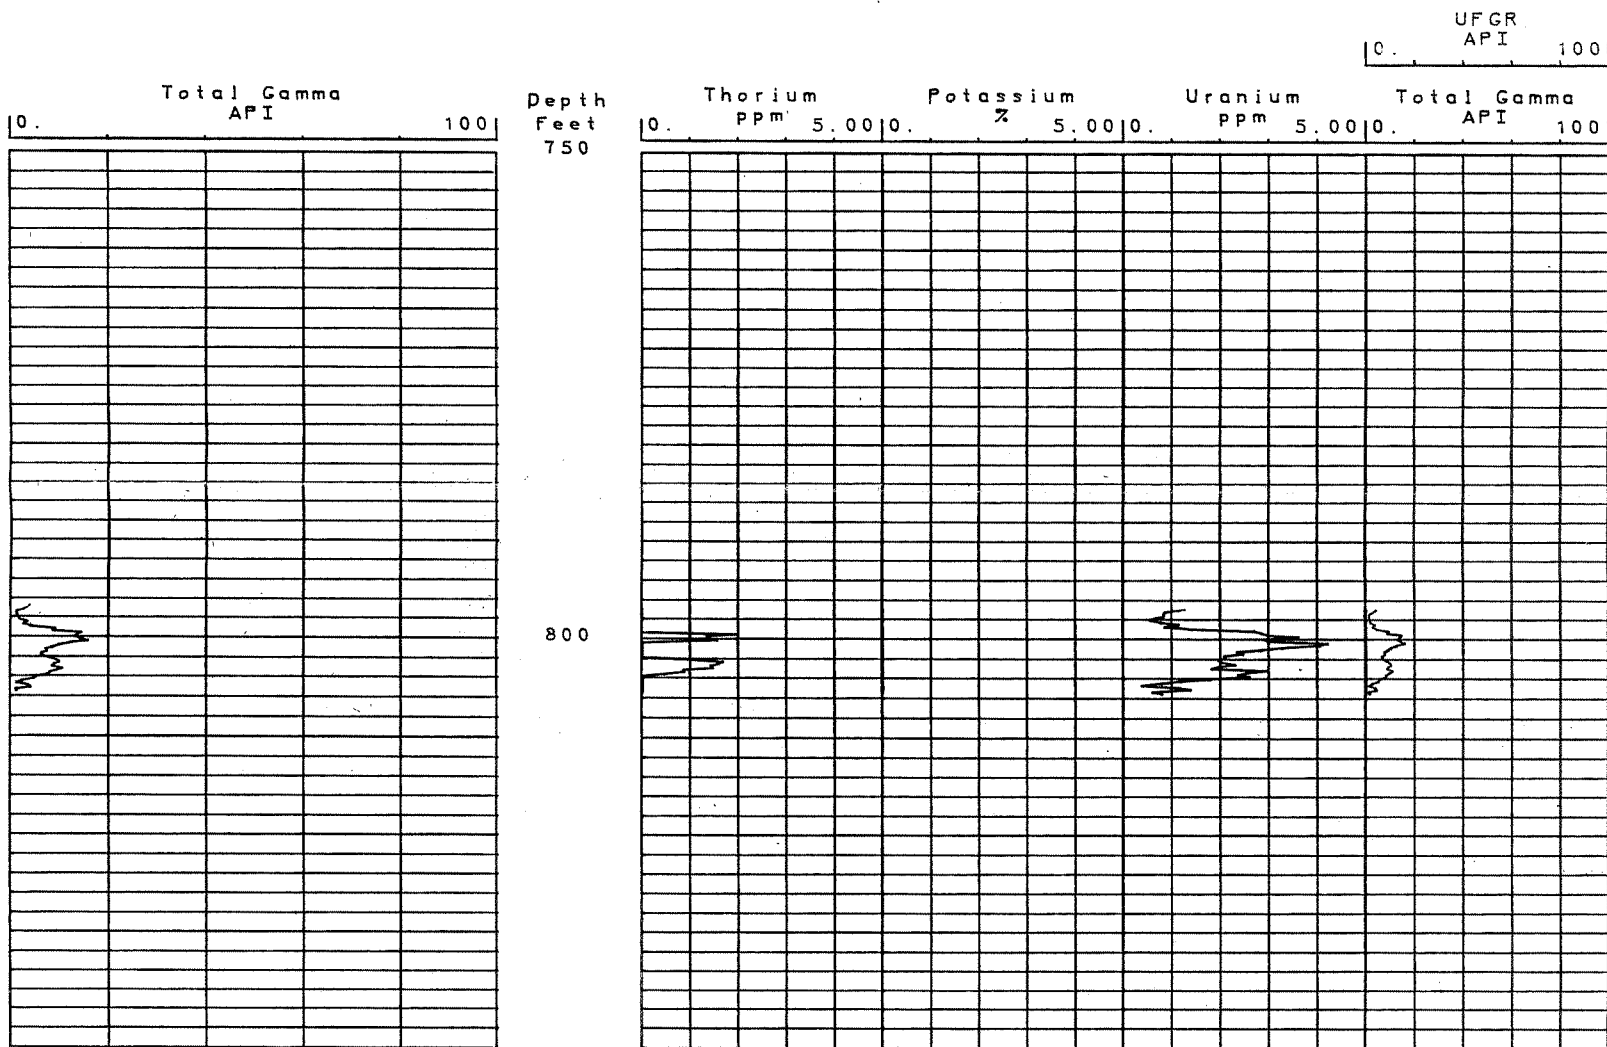 UFGR
API
0. 100
Total Gamma
API
0. 100
Depth
Feet
750
Thorium
ppm
0. 5.00
Potassium
%
0. 5.00
Uranium
ppm
0. 5.00
Total Gamma
API
0. 100
800